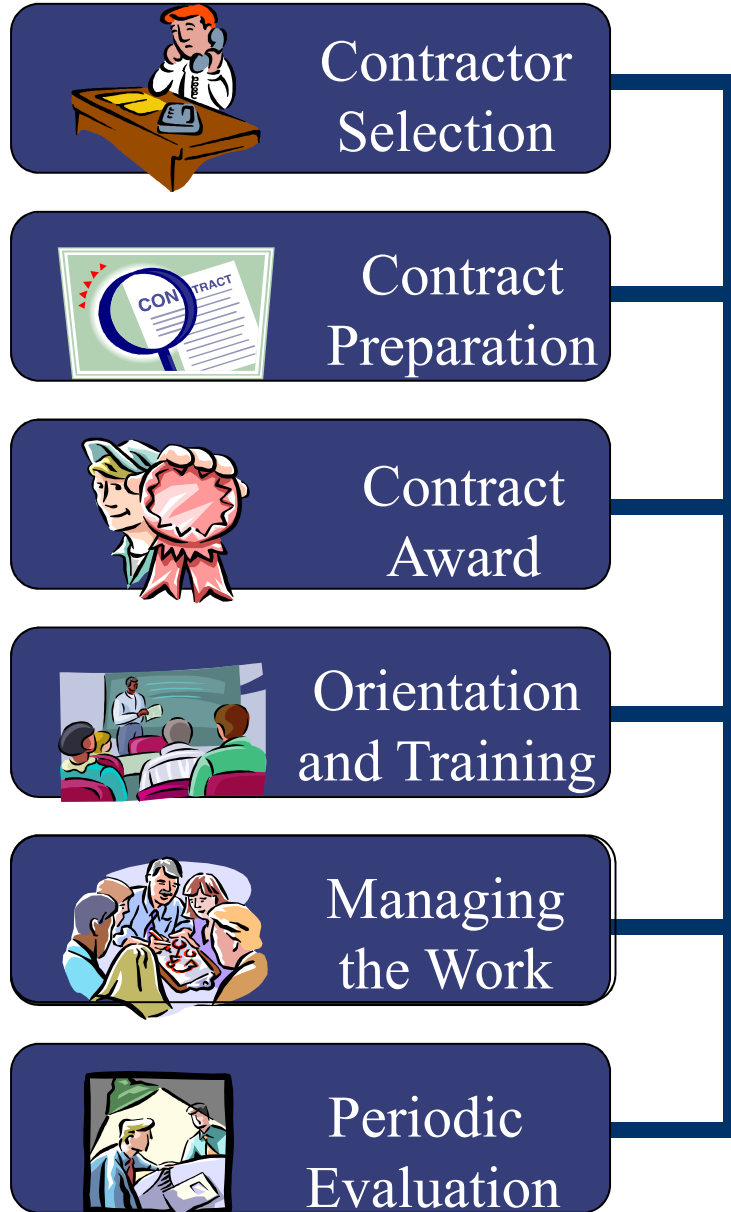 Contractor
Selection
CONTRACT
Contract
Preparation
Contract
Award
Orientation
and Training
Managing
the Work
Periodic
Evaluation